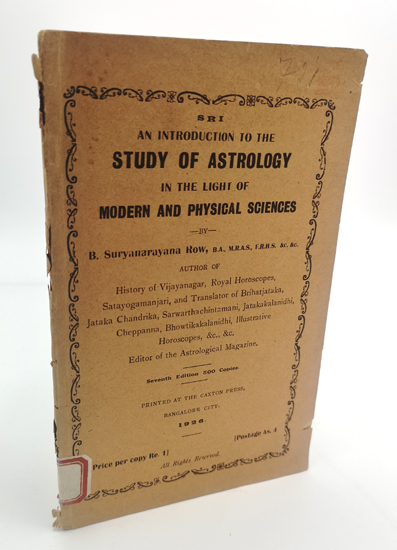 SRI
AN INTRODUCTION TO THE
STUDY OF ASTROLOGY
IN THE LIGHT OF
MODERN AND PHYSICAL SCIENCES
—BY—
B. Suryanarayana Row, B.A., M.R.A.S., F.R.H.S. &c. &c.
AUTHOR OF
History of Vijayanagar, Royal Horoscopes,
Satayogamanjari, and Translator of Brihatjataka,
Jataka Chandrika, Sarwarthachintamani, Jatakakalanidhi,
Cheppanna, Bhowtikakalanidhi, Illustrative
Horoscopes, &c., &c.
Editor of the Astrological Magazine.
Seventh Edition 500 Copies
PRINTED AT THE CAXTON PRESS,
BANGALORE CITY.
1926.
Price per copy Re. 1] [Postage As. 4
All Rights Reserved.